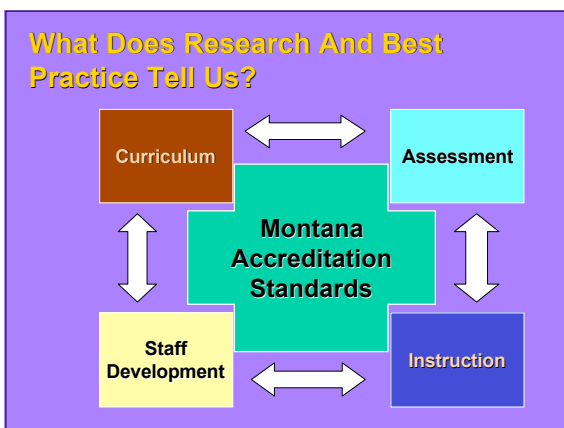 What Does Research And Best
Practice Tell Us?
Curriculum
Assessment
Montana
Accreditation
Standards
Staff
Development
Instruction